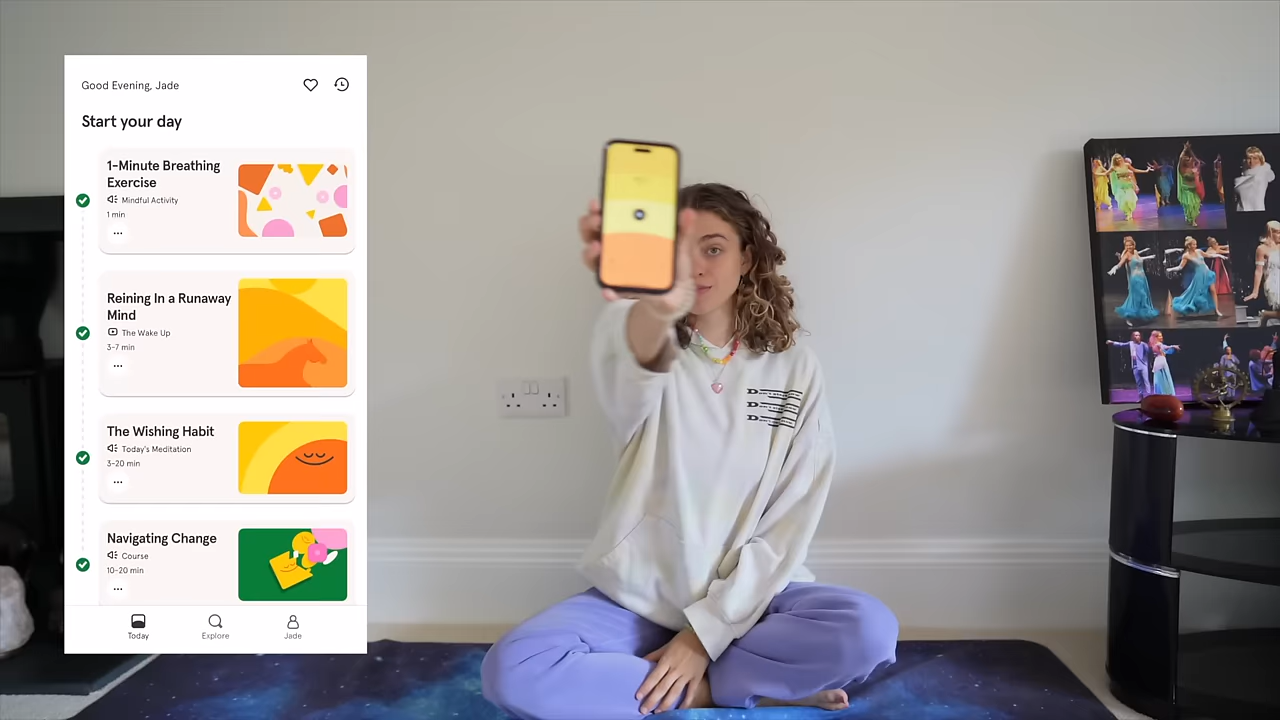 Good Evening, Jade
Start your day
1-Minute Breathing
Exercise
Mindful Activity
1 min
Reining In a Runaway
Mind
The Wake Up
3-7 min
The Wishing Habit
Today's Meditation
3-20 min
Navigating Change
Course
10-20 min
Today
Explore
Jade